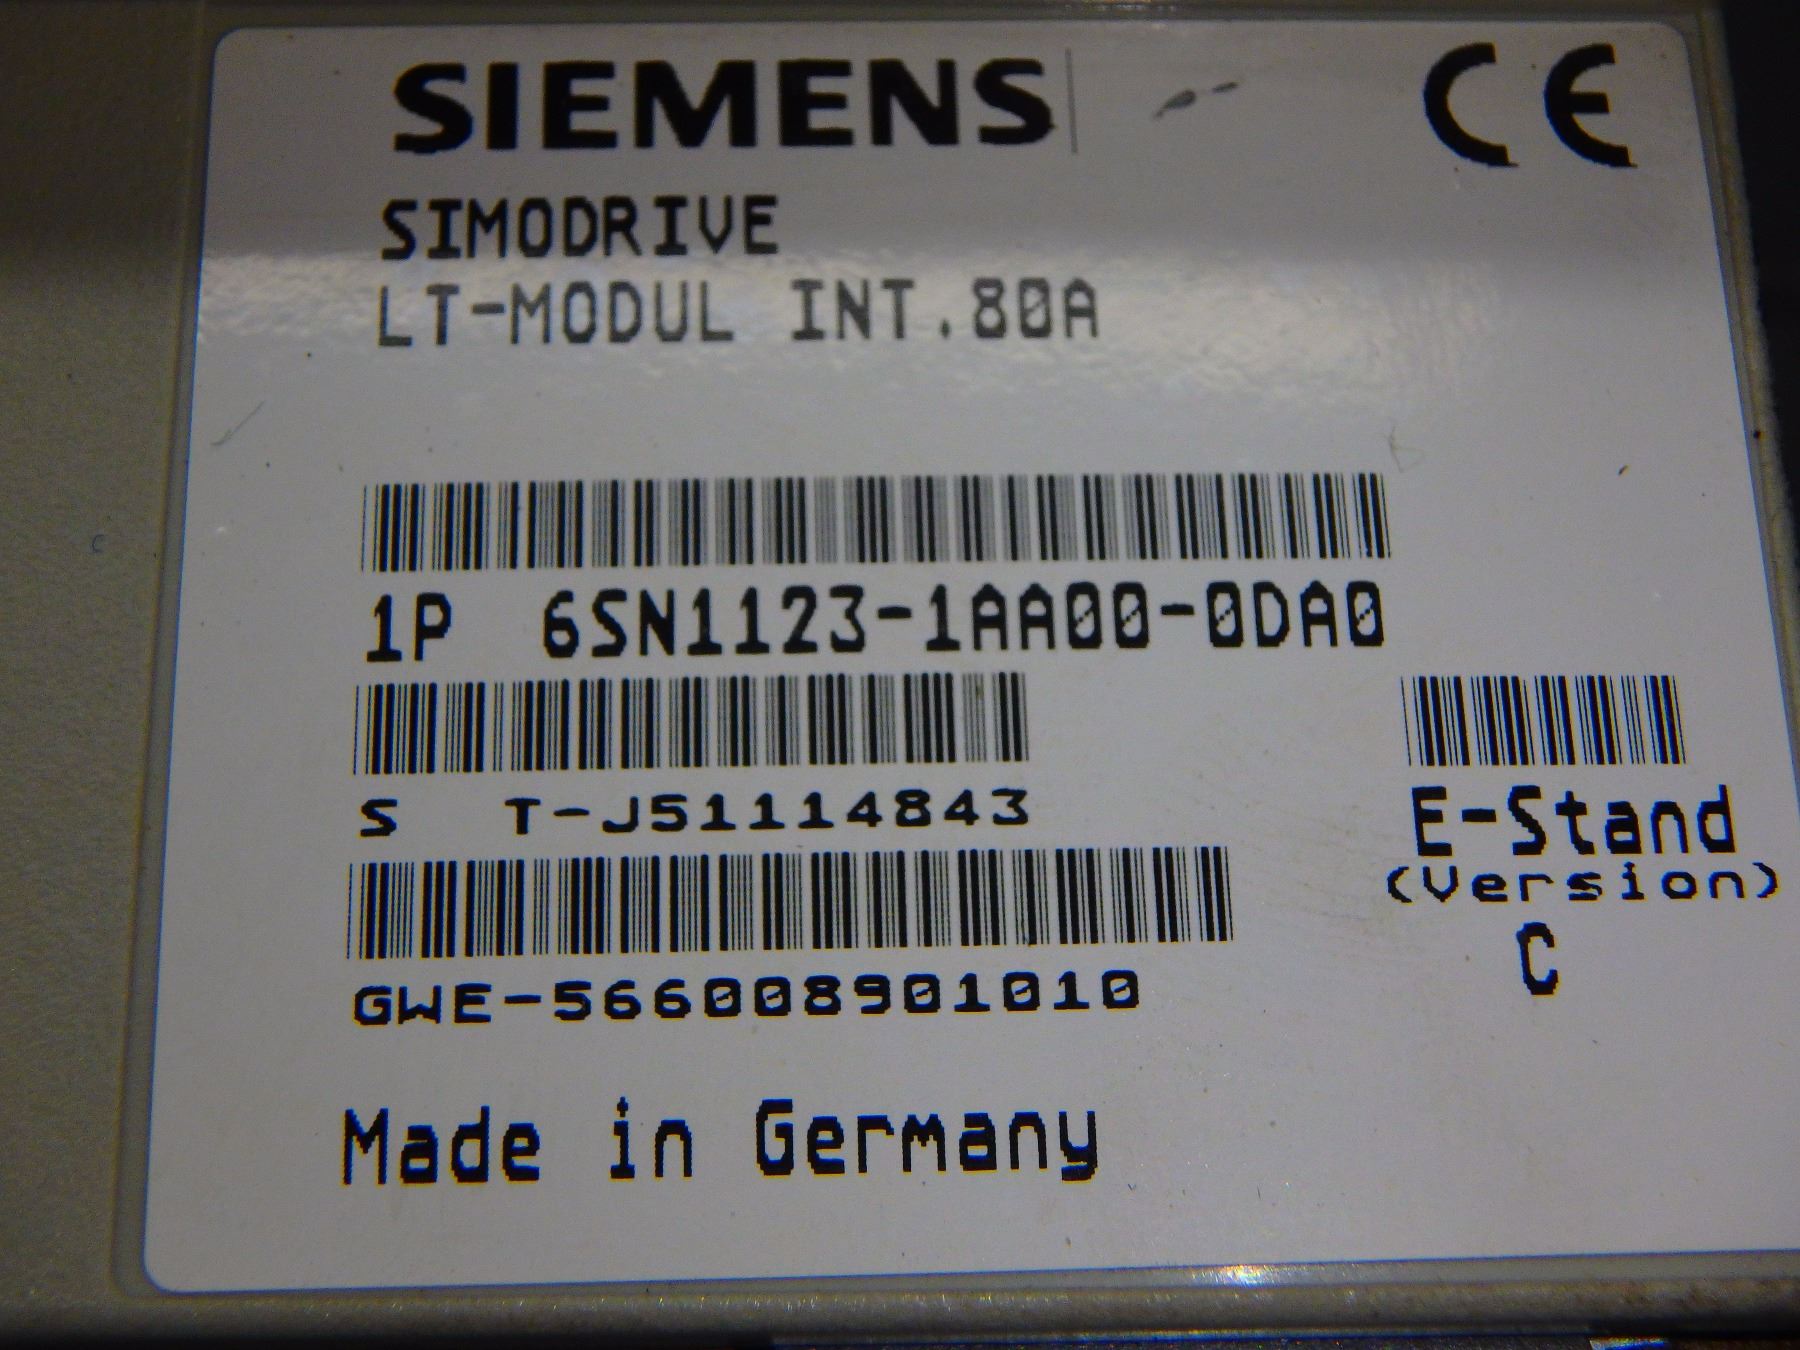 SIEMENS
CE
SIMODRIVE
LT-MODUL INT.80A
1P 6SN1123-1AA00-0DA0
S T-J51114843
E-Stand
(Version)
C
GWE-566008901010
Made in Germany